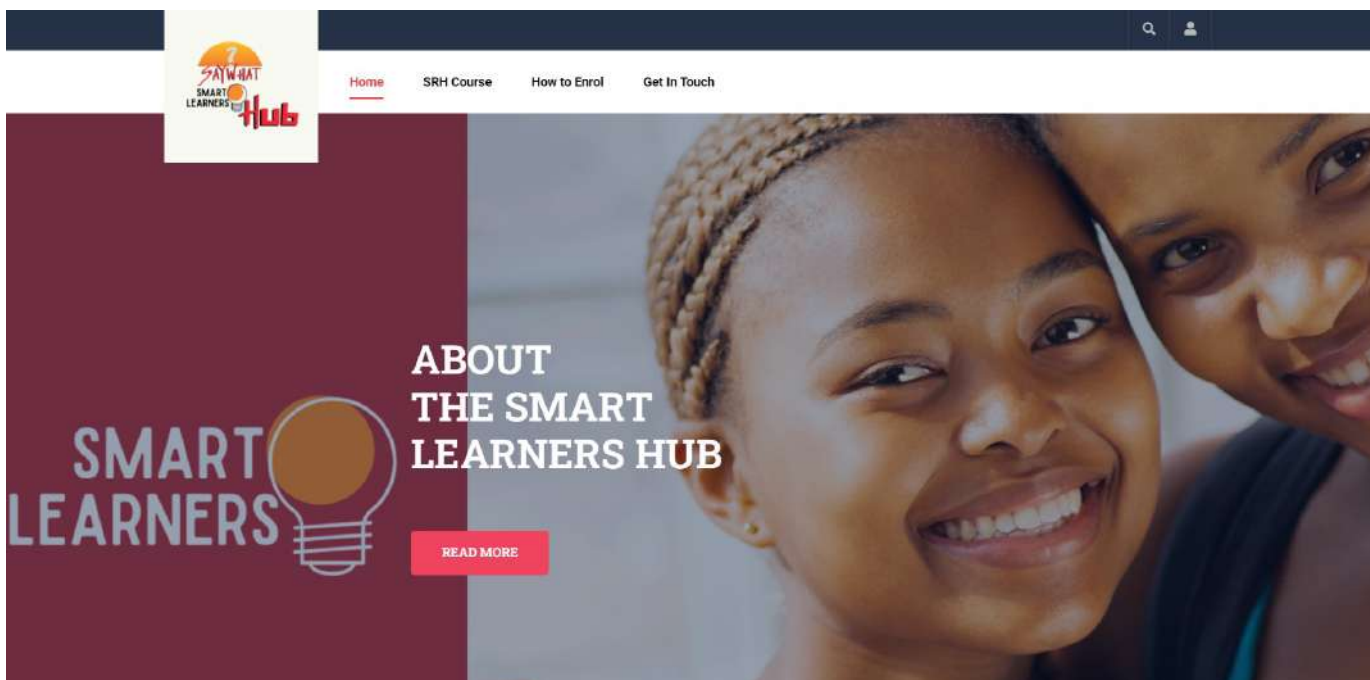 ?
SAYWHAT
SMART
LEARNERS
Hub
Home SRH Course How to Enrol Get In Touch
ABOUT
THE SMART
LEARNERS HUB
SMART
LEARNERS
READ MORE